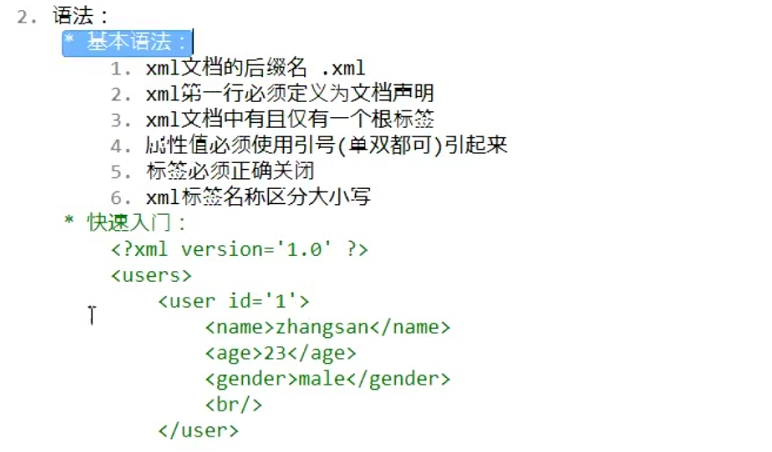 2. 语法：
* 基本语法：
1. xml文档的后缀名 .xml
2. xml第一行必须定义为文档声明
3. xml文档中有且仅有一个根标签
4. 属性值必须使用引号(单双都可)引起来
5. 标签必须正确关闭
6. xml标签名称区分大小写
* 快速入门：
<?xml version='1.0' ?>
<users>
<user id='1'>
<name>zhangsan</name>
<age>23</age>
<gender>male</gender>
<br/>
</user>